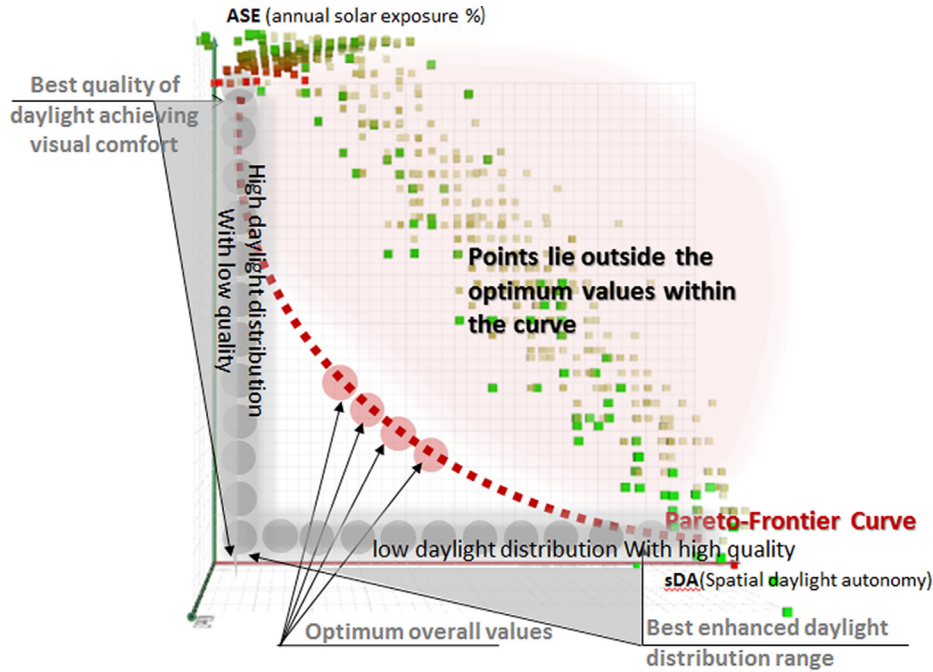 ASE (annual solar exposure %)
Best quality of
daylight achieving
visual comfort
High daylight distribution
With low quality
Points lie outside the
optimum values within
the curve
Pareto-Frontier Curve
low daylight distribution With high quality
sDA(Spatial daylight autonomy)
Optimum overall values
Best enhanced daylight
distribution range